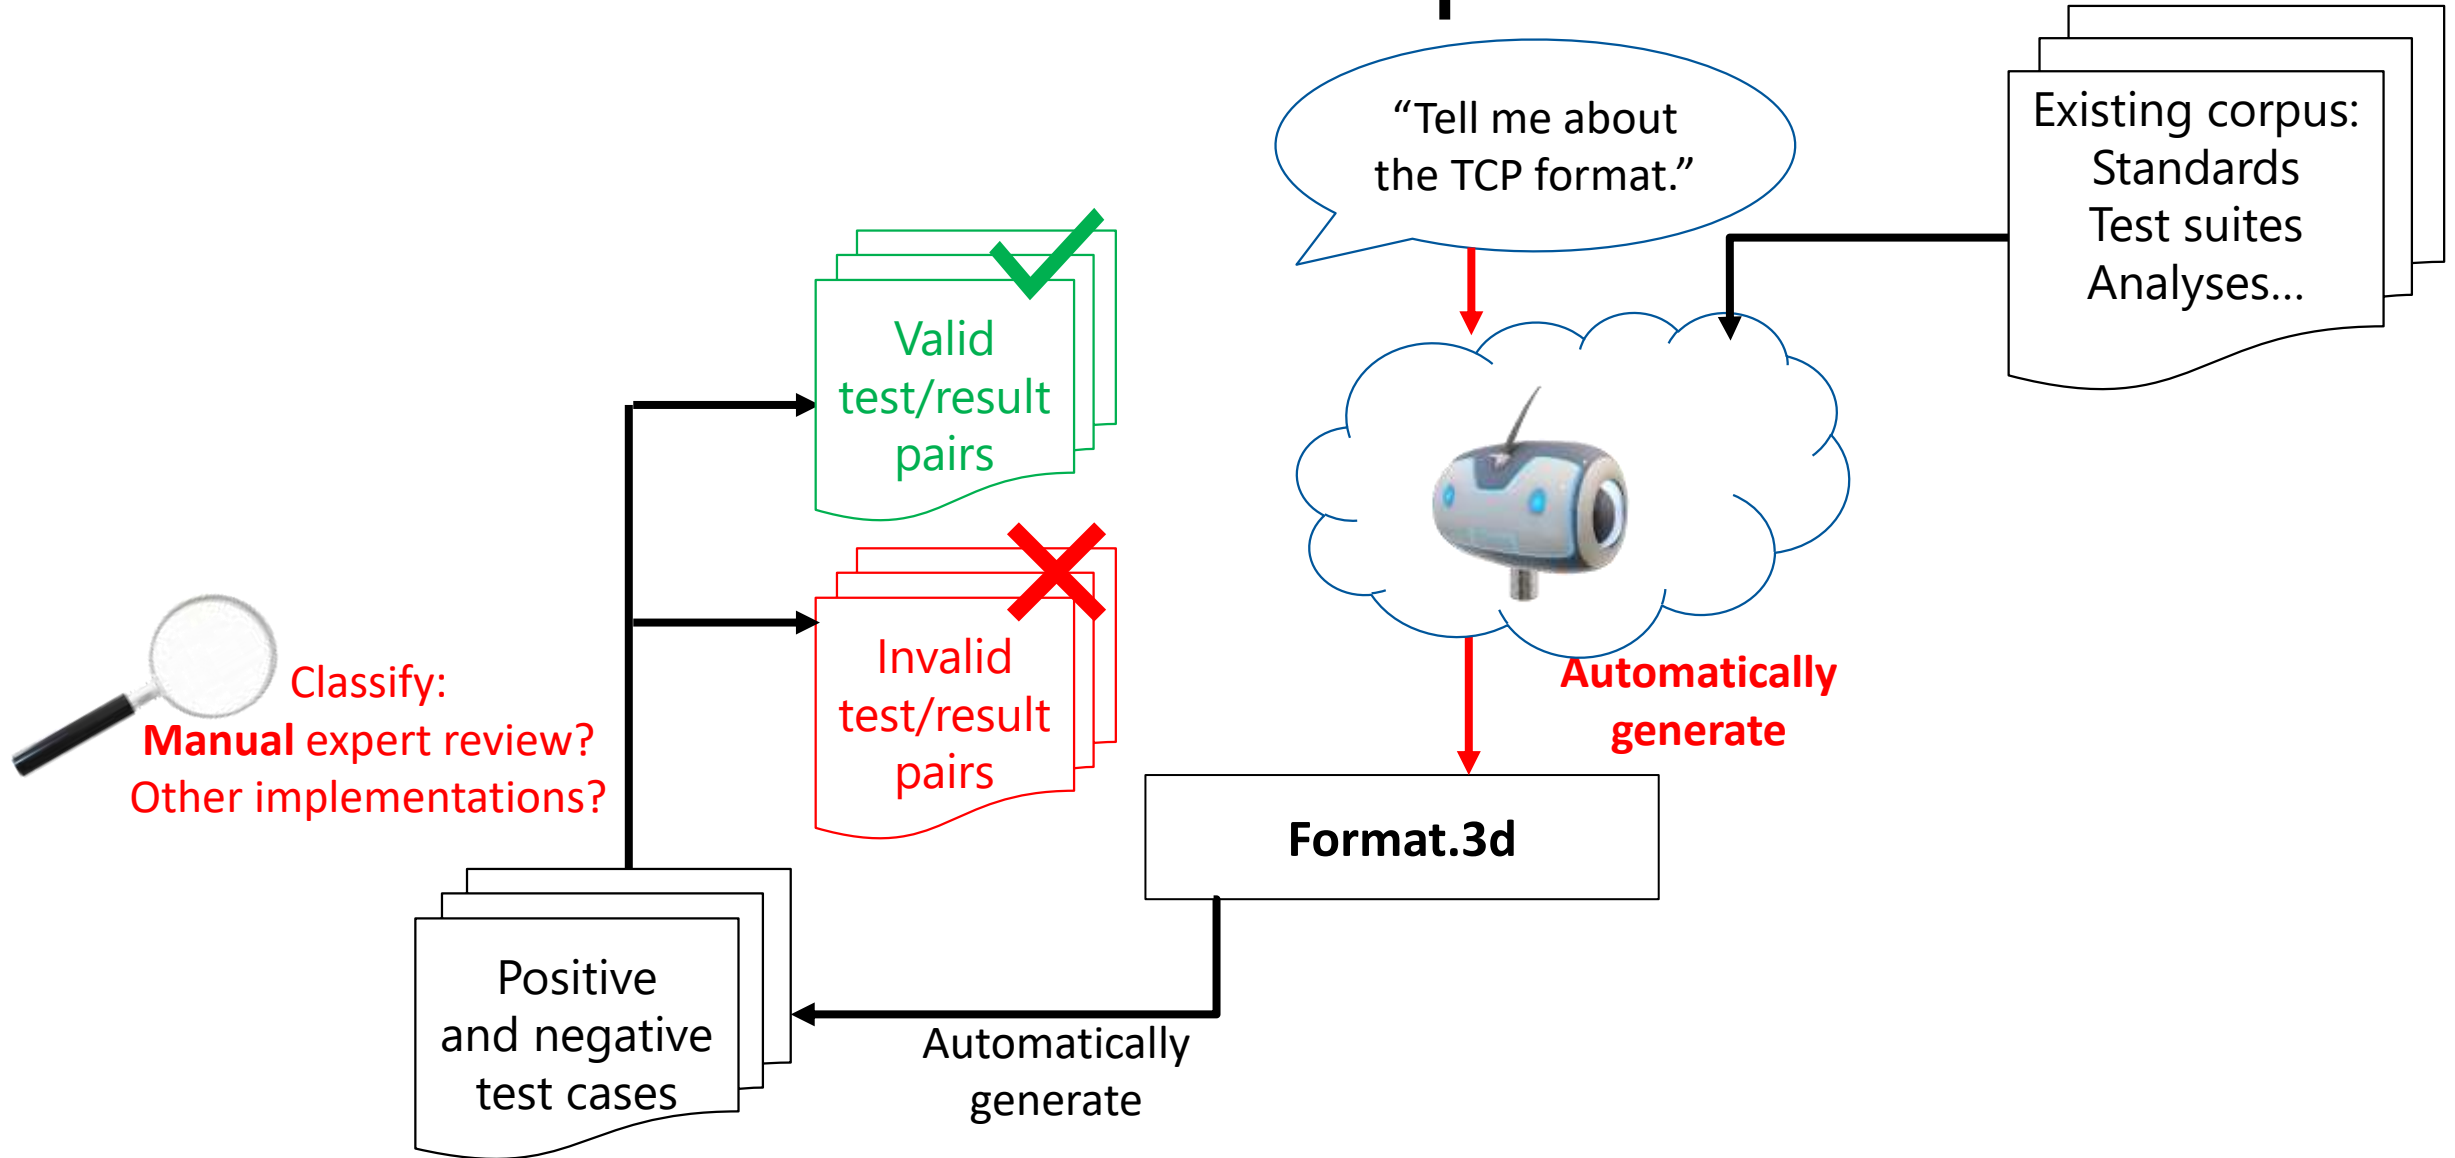 “Tell me about
the TCP format.”
Existing corpus:
Standards
Test suites
Analyses...
Valid
test/result
pairs
Invalid
test/result
pairs
Classify:
Manual expert review?
Other implementations?
Automatically
generate
Format.3d
Positive
and negative
test cases
Automatically
generate